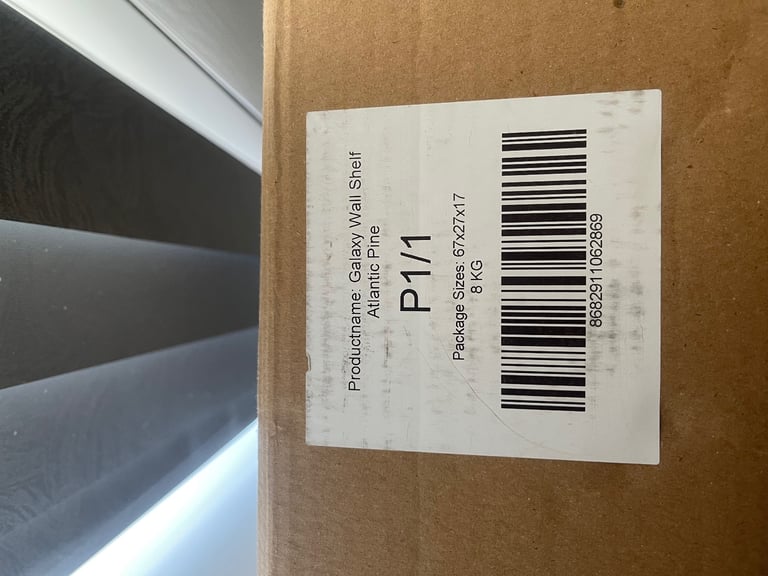 Productname: Galaxy Wall Shelf
Atlantic Pine
P1/1
Package Sizes: 67x27x17
8 KG
8682911062869